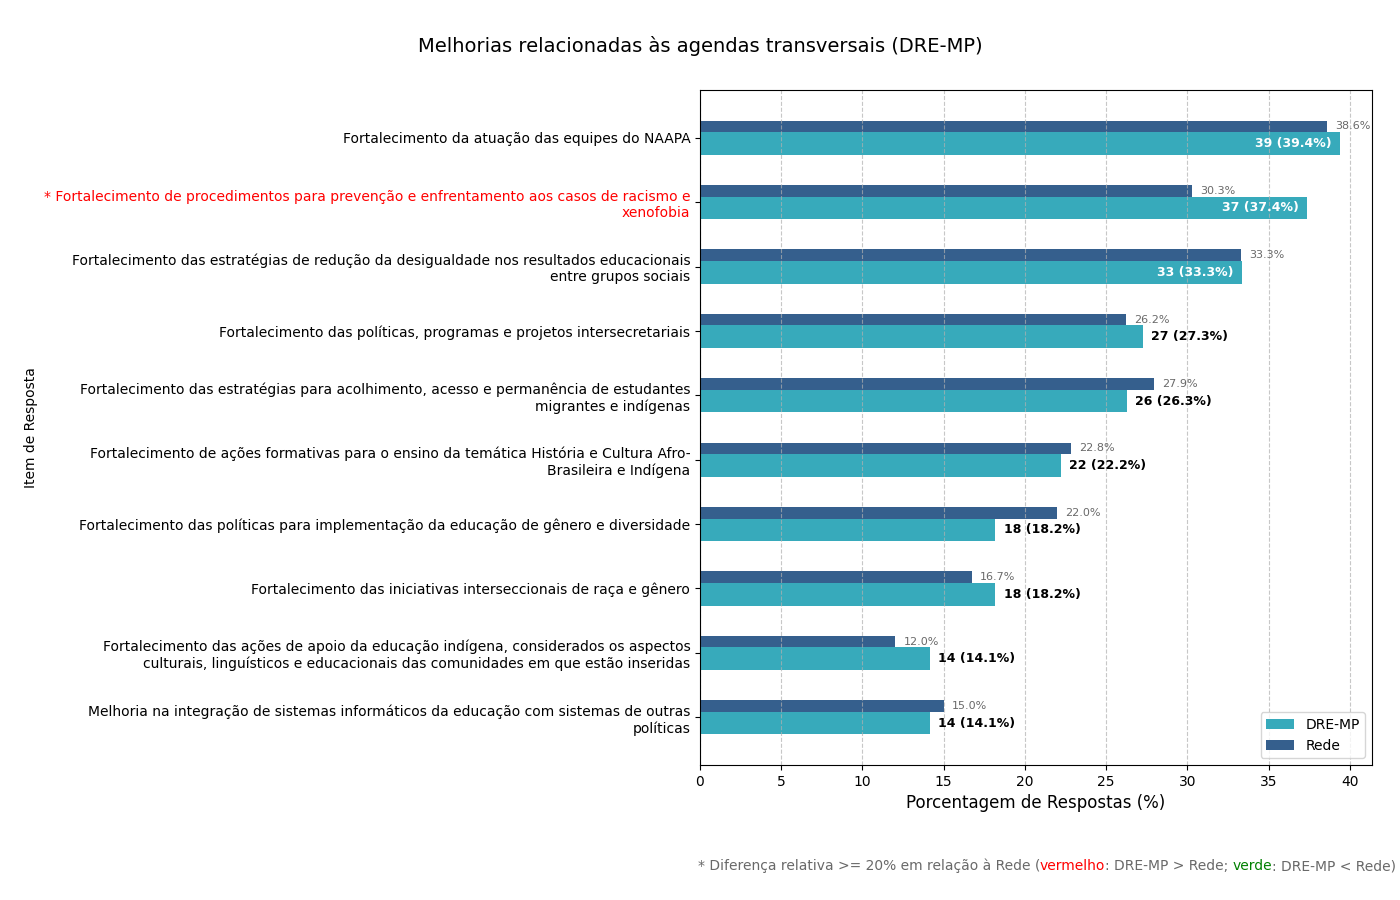 Melhorias relacionadas às agendas transversais (DRE-MP)
Fortalecimento da atuação das equipes do NAAPA
38.6%
39 (39.4%)
* Fortalecimento de procedimentos para prevenção e enfrentamento aos casos de racismo e
xenofobia
30.3%
37 (37.4%)
Fortalecimento das estratégias de redução da desigualdade nos resultados educacionais
entre grupos sociais
33.3%
33 (33.3%)
Fortalecimento das políticas, programas e projetos intersecretariais
26.2%
27 (27.3%)
Fortalecimento das estratégias para acolhimento, acesso e permanência de estudantes
migrantes e indígenas
27.9%
26 (26.3%)
Fortalecimento de ações formativas para o ensino da temática História e Cultura Afro-
Brasileira e Indígena
22.8%
22 (22.2%)
Fortalecimento das políticas para implementação da educação de gênero e diversidade
22.0%
18 (18.2%)
Fortalecimento das iniciativas interseccionais de raça e gênero
16.7%
18 (18.2%)
Fortalecimento das ações de apoio da educação indígena, considerados os aspectos
culturais, linguísticos e educacionais das comunidades em que estão inseridas
12.0%
14 (14.1%)
Melhoria na integração de sistemas informáticos da educação com sistemas de outras
políticas
15.0%
14 (14.1%)
Item de Resposta
DRE-MP
Rede
0 5 10 15 20 25 30 35 40
Porcentagem de Respostas (%)
* Diferença relativa >= 20% em relação à Rede (vermelho: DRE-MP > Rede; verde: DRE-MP < Rede)